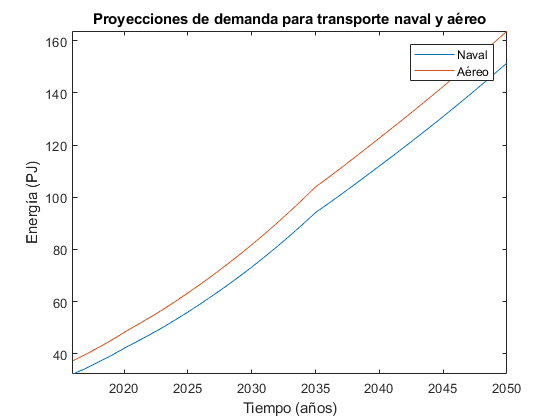 Proyecciones de demanda para transporte naval y aéreo
Naval
Aéreo
160
140
120
100
80
60
40
Energía (PJ)
2020 2025 2030 2035 2040 2045 2050
Tiempo (años)